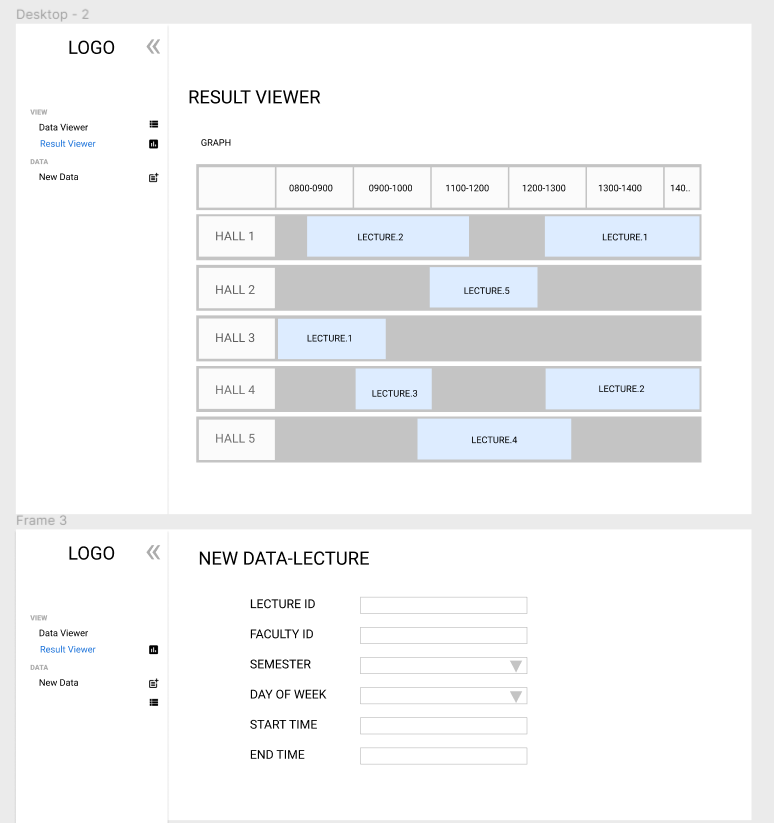 Desktop - 2
LOGO
VIEW
Data Viewer
Result Viewer
DATA
New Data
RESULT VIEWER
GRAPH
0800-0900 0900-1000 1100-1200 1200-1300 1300-1400 140..
HALL 1 LECTURE.2 LECTURE.1
HALL 2 LECTURE.5
HALL 3 LECTURE.1
HALL 4 LECTURE.3 LECTURE.2
HALL 5 LECTURE.4
Frame 3
LOGO
VIEW
Data Viewer
Result Viewer
DATA
New Data
NEW DATA-LECTURE
LECTURE ID
FACULTY ID
SEMESTER
DAY OF WEEK
START TIME
END TIME